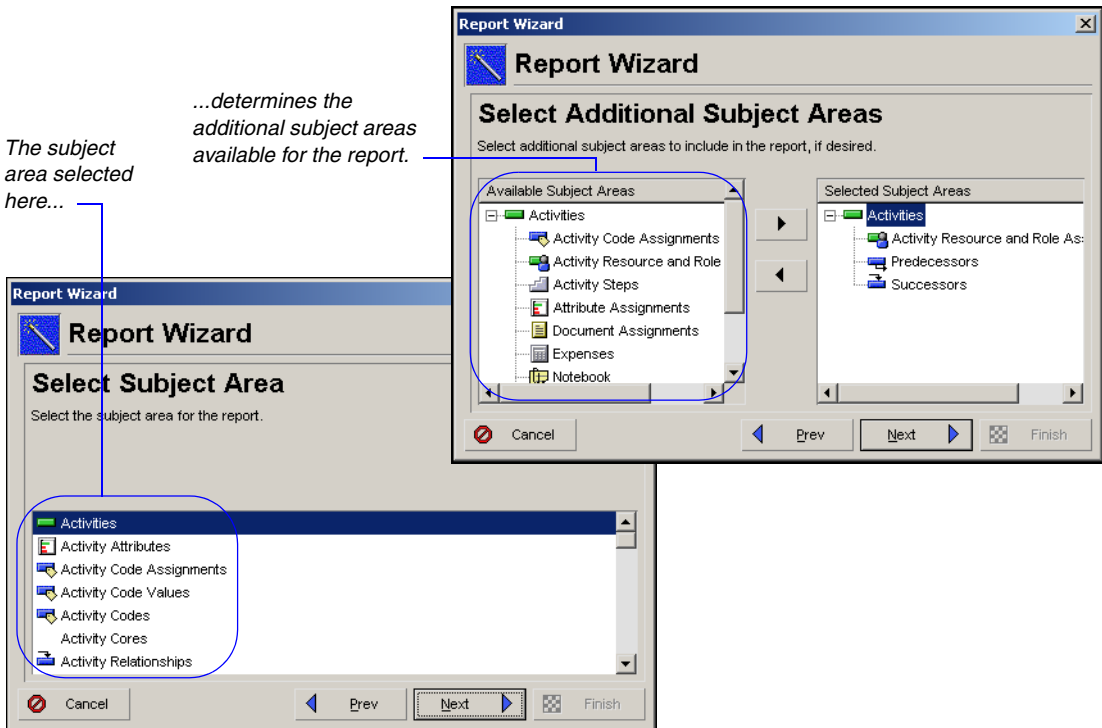 The subject
area selected
here...
...determines the
additional subject areas
available for the report.
Report Wizard
Report Wizard
Select Additional Subject Areas
Select additional subject areas to include in the report, if desired.
Available Subject Areas
Activities
Activity Code Assignments
Activity Resource and Role
Activity Steps
Attribute Assignments
Document Assignments
Expenses
Notebook
Selected Subject Areas
Activities
Activity Resource and Role As
Predecessors
Successors
Cancel
Prev
Next
Finish
Report Wizard
Report Wizard
Select Subject Area
Select the subject area for the report.
Activities
Activity Attributes
Activity Code Assignments
Activity Code Values
Activity Codes
Activity Cores
Activity Relationships
Cancel
Prev
Next
Finish